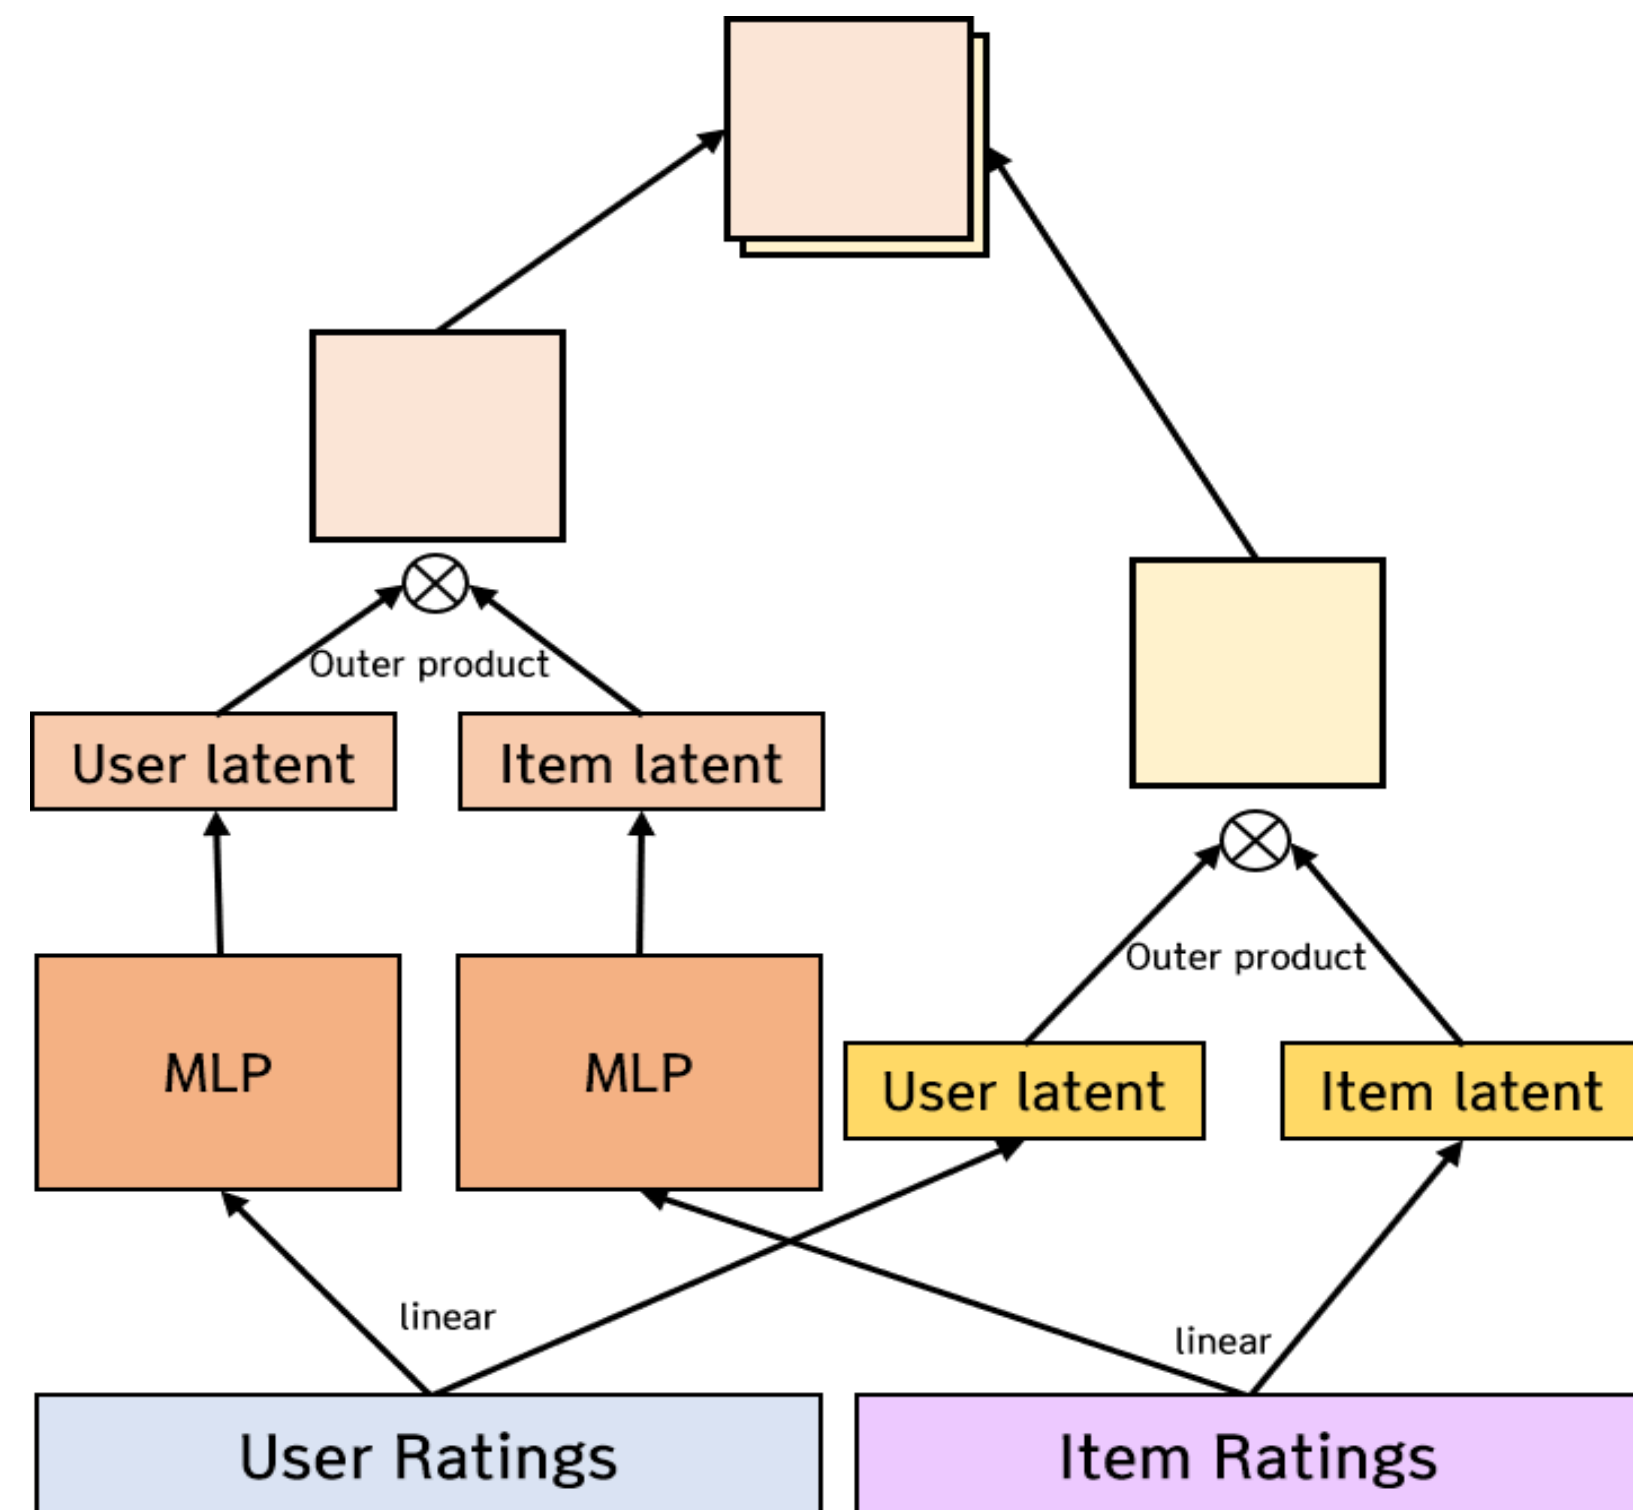 Outer product
User latent
Item latent
Outer product
MLP
MLP
User latent
Item latent
linear
linear
User Ratings
Item Ratings